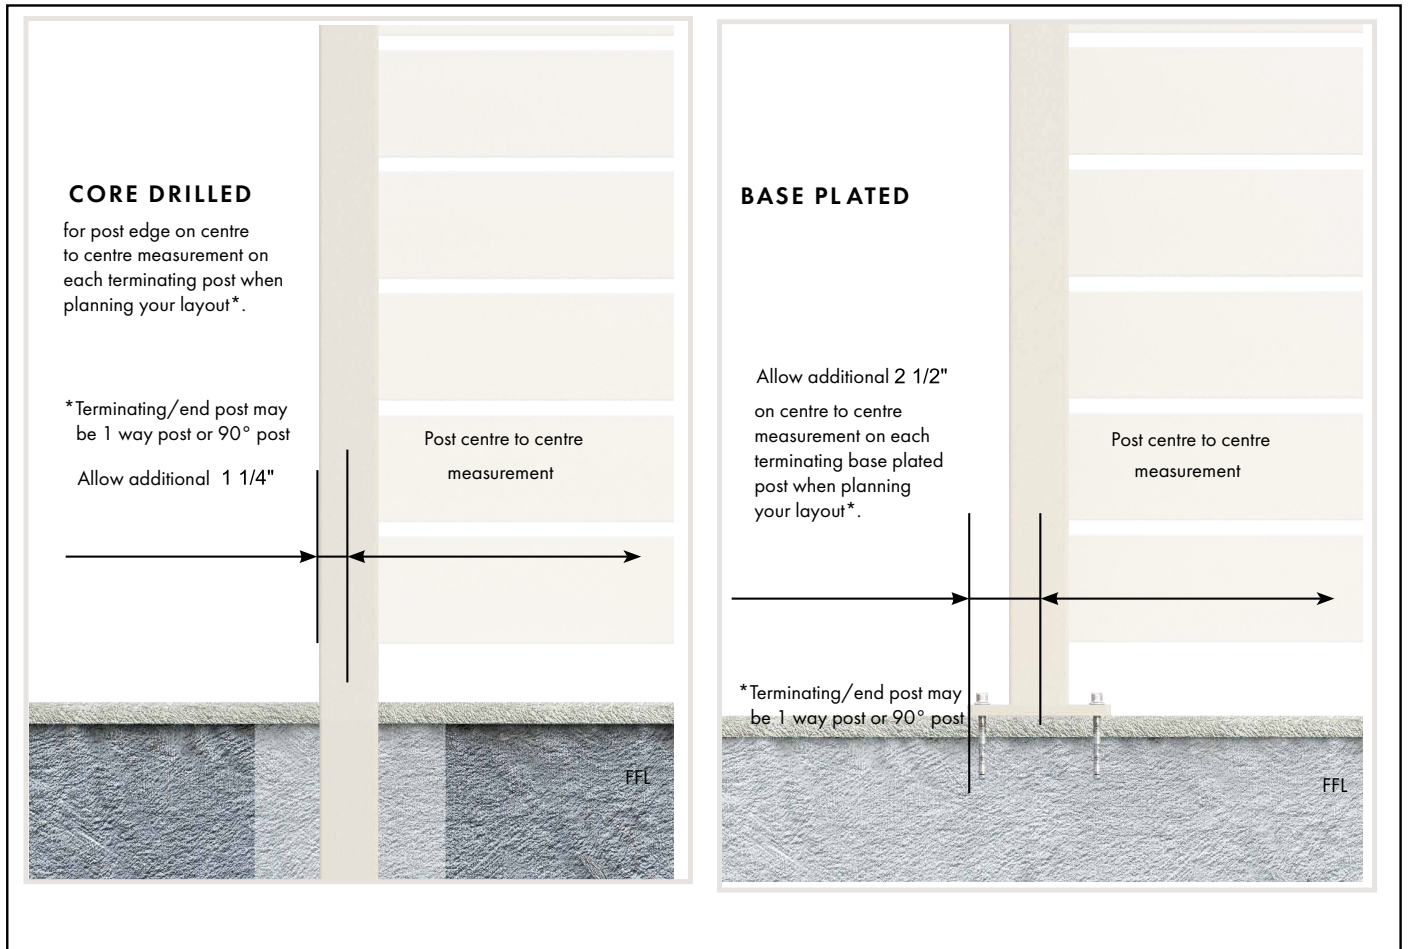 CORE DRILLED
for post edge on centre
to centre measurement on
each terminating post when
planning your layout*.
*Terminating/end post may
be 1 way post or 90° post
Allow additional 1 1/4"
Post centre to centre
measurement
FFL
BASE PLATED
Allow additional 2 1/2"
on centre to centre
measurement on each
terminating base plated
post when planning
your layout*.
Post centre to centre
measurement
*Terminating/end post may
be 1 way post or 90° post
FFL